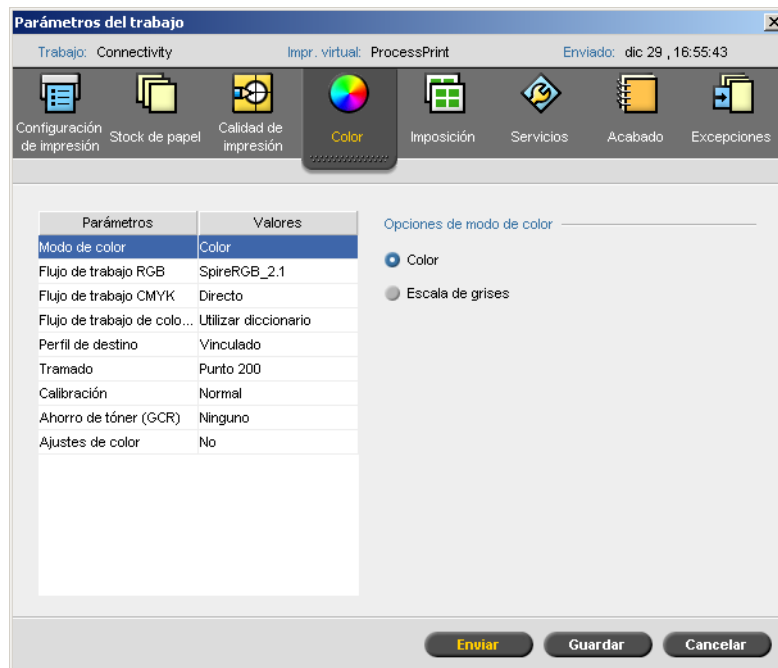 Parámetros del trabajo
Trabajo: Connectivity Impr. virtual: ProcessPrint Enviado: dic 29 , 16:55:43
Configuración de impresión
Stock de papel
Calidad de impresión
Color
Imposición
Servicios
Acabado
Excepciones
Parámetros Valores
Modo de color Color
Flujo de trabajo RGB SpireRGB_2.1
Flujo de trabajo CMYK Directo
Flujo de trabajo de colo... Utilizar diccionario
Perfil de destino Vinculado
Tramado Punto 200
Calibración Normal
Ahorro de tóner (GCR) Ninguno
Ajustes de color No
Opciones de modo de color
Color
Escala de grises
Enviar Guardar Cancelar